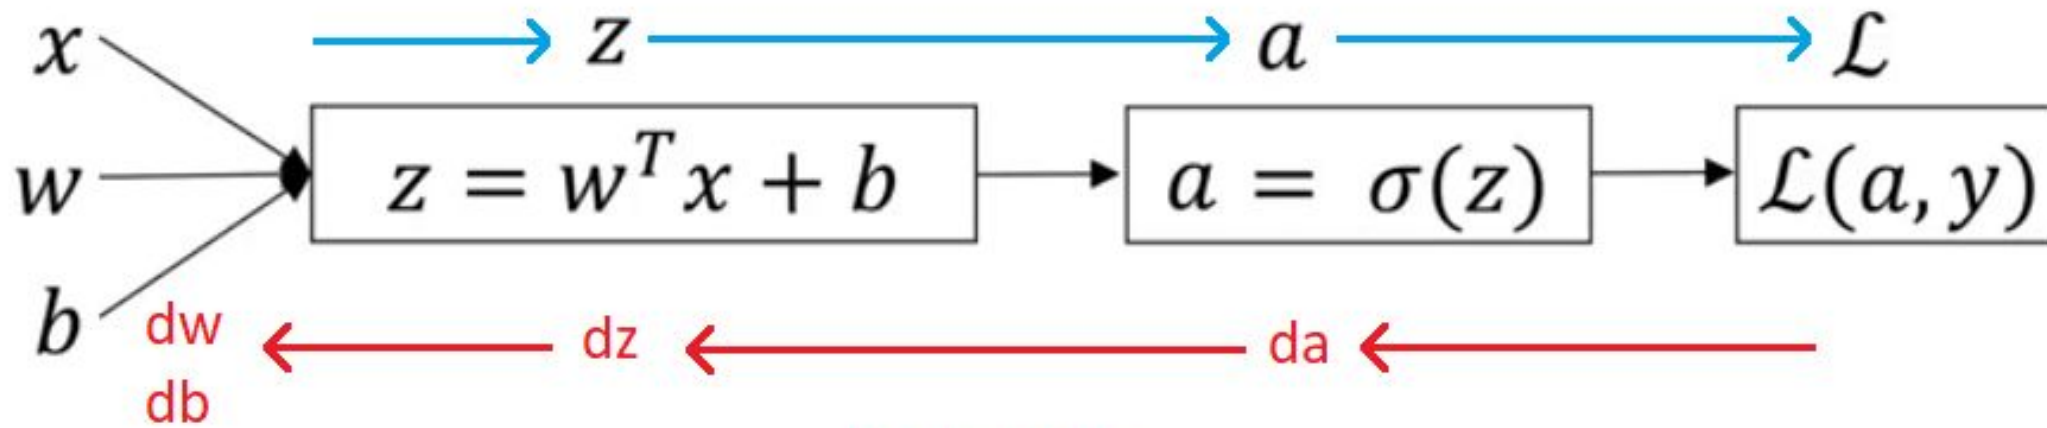 x z a ℒ
w z = wᵀx + b a = σ(z) ℒ(a, y)
b dw dz da
db